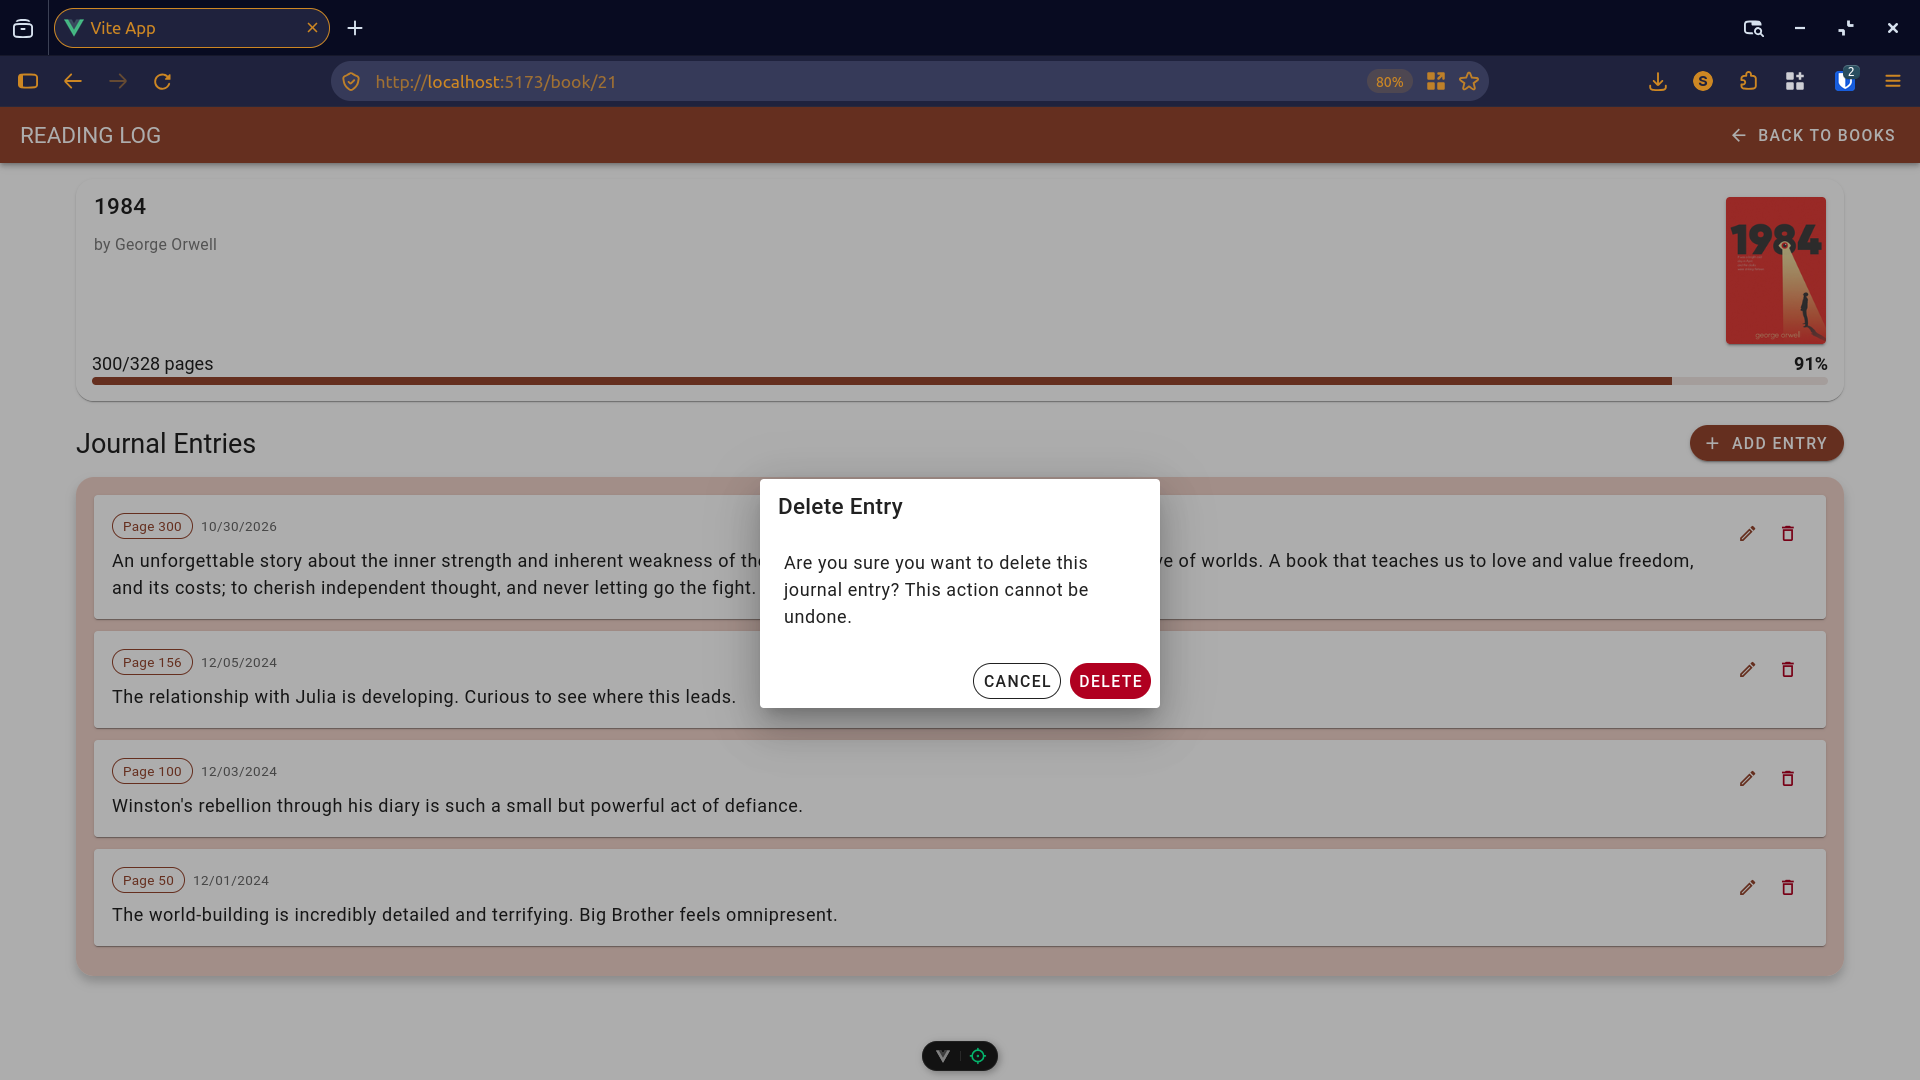 Vite App
http://localhost:5173/book/21
80%
S
2
READING LOG
BACK TO BOOKS
1984
by George Orwell
1984
george orwell
300/328 pages
91%
Journal Entries
ADD ENTRY
Page 300 10/30/2026
An unforgettable story about the inner strength and inherent weakness of the
ve of worlds. A book that teaches us to love and value freedom,
and its costs; to cherish independent thought, and never letting go the fight.
Delete Entry
Are you sure you want to delete this
journal entry? This action cannot be
undone.
CANCEL
DELETE
Page 156 12/05/2024
The relationship with Julia is developing. Curious to see where this leads.
Page 100 12/03/2024
Winston's rebellion through his diary is such a small but powerful act of defiance.
Page 50 12/01/2024
The world-building is incredibly detailed and terrifying. Big Brother feels omnipresent.